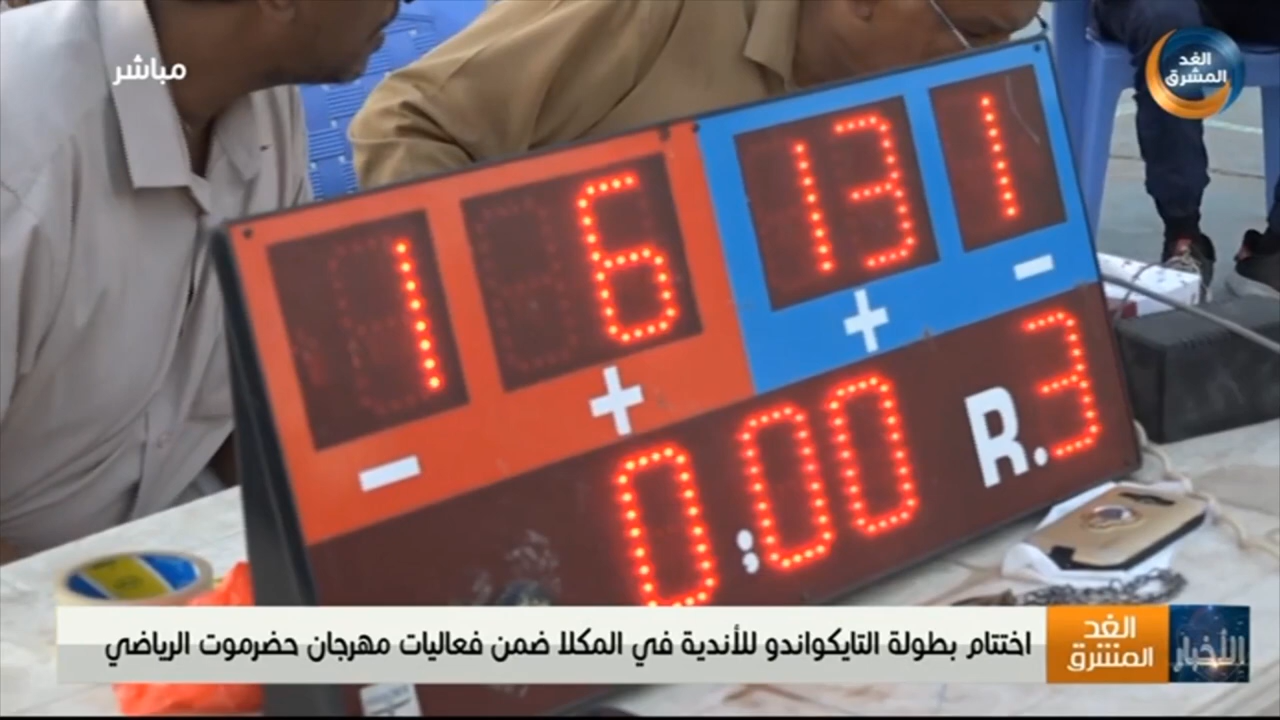 مباشر
الغد
المشرق
1 6 13 1
- + + -
0:00 R.3
اختتام بطولة التايكواندو للأندية في المكلا ضمن فعاليات مهرجان حضرموت الرياضي
الغد
المشرق
الأخبار